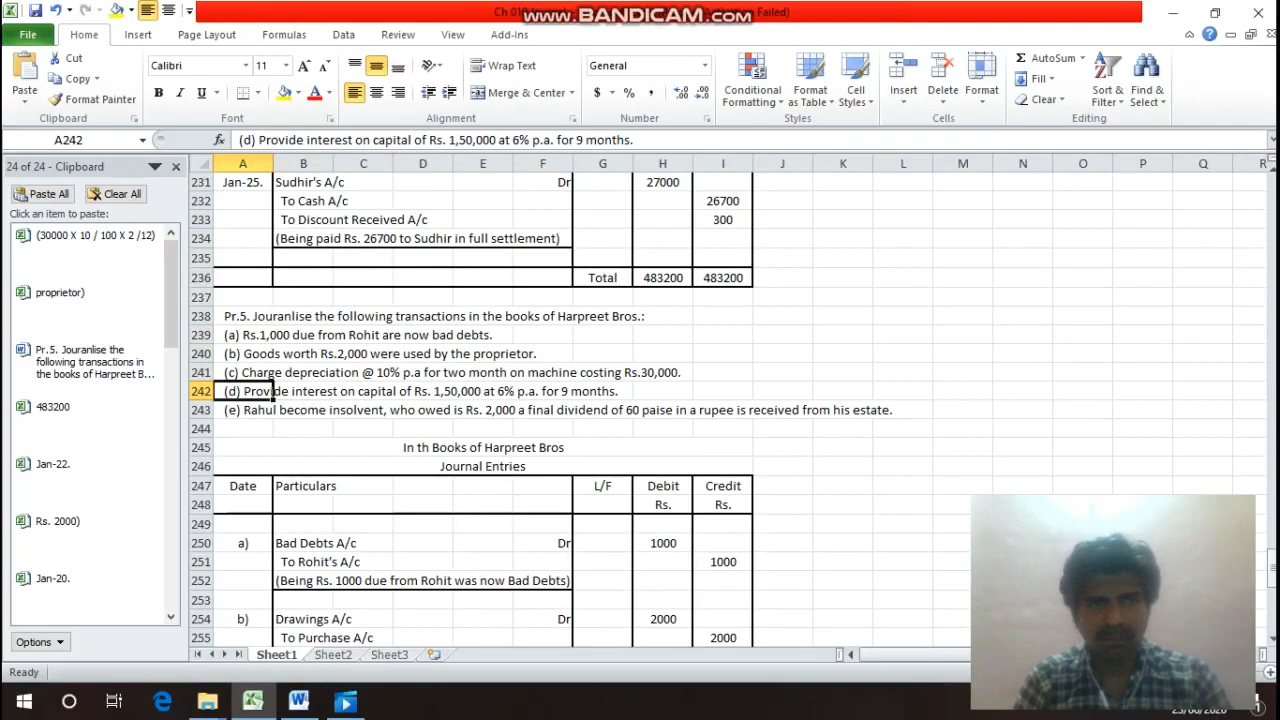 www.BANDICAM.com
File Home Insert Page Layout Formulas Data Review View Add-Ins
Cut
Copy
Format Painter
Paste
Clipboard
Calibri 11
B I U
Font
Wrap Text
Merge & Center
Alignment
General
$ % ,
Number
Conditional Formatting
Format as Table
Cell Styles
Styles
Insert Delete Format
Cells
AutoSum
Fill
Clear
Sort & Filter
Find & Select
Editing
A242 fx (d) Provide interest on capital of Rs. 1,50,000 at 6% p.a. for 9 months.
24 of 24 - Clipboard
Paste All Clear All
Click an item to paste:
(30000 X 10 / 100 X 2 /12)
proprietor)
Pr.5. Jouranlise the
following transactions in
the books of Harpreet B...
483200
Jan-22.
Rs. 2000)
Jan-20.
Options
A B C D E F G H I J K L M N O P Q R
231 Jan-25. Sudhir's A/c Dr 27000
232 To Cash A/c 26700
233 To Discount Received A/c 300
234 (Being paid Rs. 26700 to Sudhir in full settlement)
235
236 Total 483200 483200
237
238 Pr.5. Jouranlise the following transactions in the books of Harpreet Bros.:
239 (a) Rs.1,000 due from Rohit are now bad debts.
240 (b) Goods worth Rs.2,000 were used by the proprietor.
241 (c) Charge depreciation @ 10% p.a for two month on machine costing Rs.30,000.
242 (d) Provide interest on capital of Rs. 1,50,000 at 6% p.a. for 9 months.
243 (e) Rahul become insolvent, who owed is Rs. 2,000 a final dividend of 60 paise in a rupee is received from his estate.
244
245 In th Books of Harpreet Bros
246 Journal Entries
247 Date Particulars L/F Debit Credit
248 Rs. Rs.
249
250 a) Bad Debts A/c Dr 1000
251 To Rohit's A/c 1000
252 (Being Rs. 1000 due from Rohit was now Bad Debts)
253
254 b) Drawings A/c Dr 2000
255 To Purchase A/c 2000
Sheet1 Sheet2 Sheet3
Ready